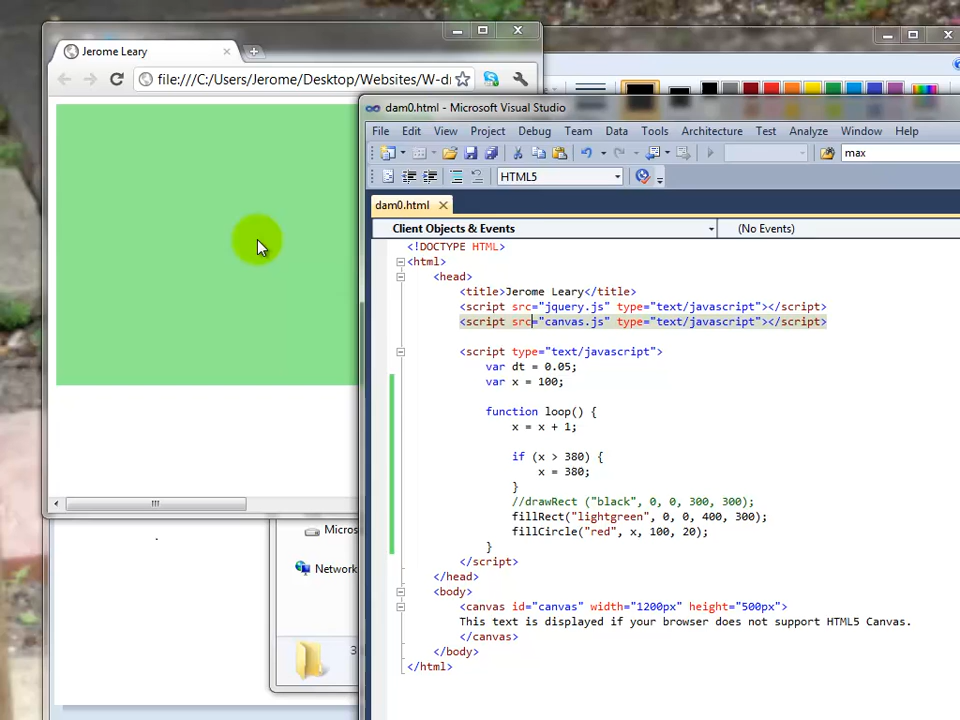 Jerome Leary
file:///C:/Users/Jerome/Desktop/Websites/W-dr
dam0.html - Microsoft Visual Studio
File Edit View Project Debug Team Data Tools Architecture Test Analyze Window Help
max
HTML5
dam0.html
Client Objects & Events (No Events)
<!DOCTYPE HTML>
<html>
<head>
<title>Jerome Leary</title>
<script src="jquery.js" type="text/javascript"></script>
<script src="canvas.js" type="text/javascript"></script>
<script type="text/javascript">
var dt = 0.05;
var x = 100;
function loop() {
x = x + 1;
if (x > 380) {
x = 380;
}
//drawRect ("black", 0, 0, 300, 300);
fillRect("lightgreen", 0, 0, 400, 300);
fillCircle("red", x, 100, 20);
}
</script>
</head>
<body>
<canvas id="canvas" width="1200px" height="500px">
This text is displayed if your browser does not support HTML5 Canvas.
</canvas>
</body>
</html>
Micros
Network
3